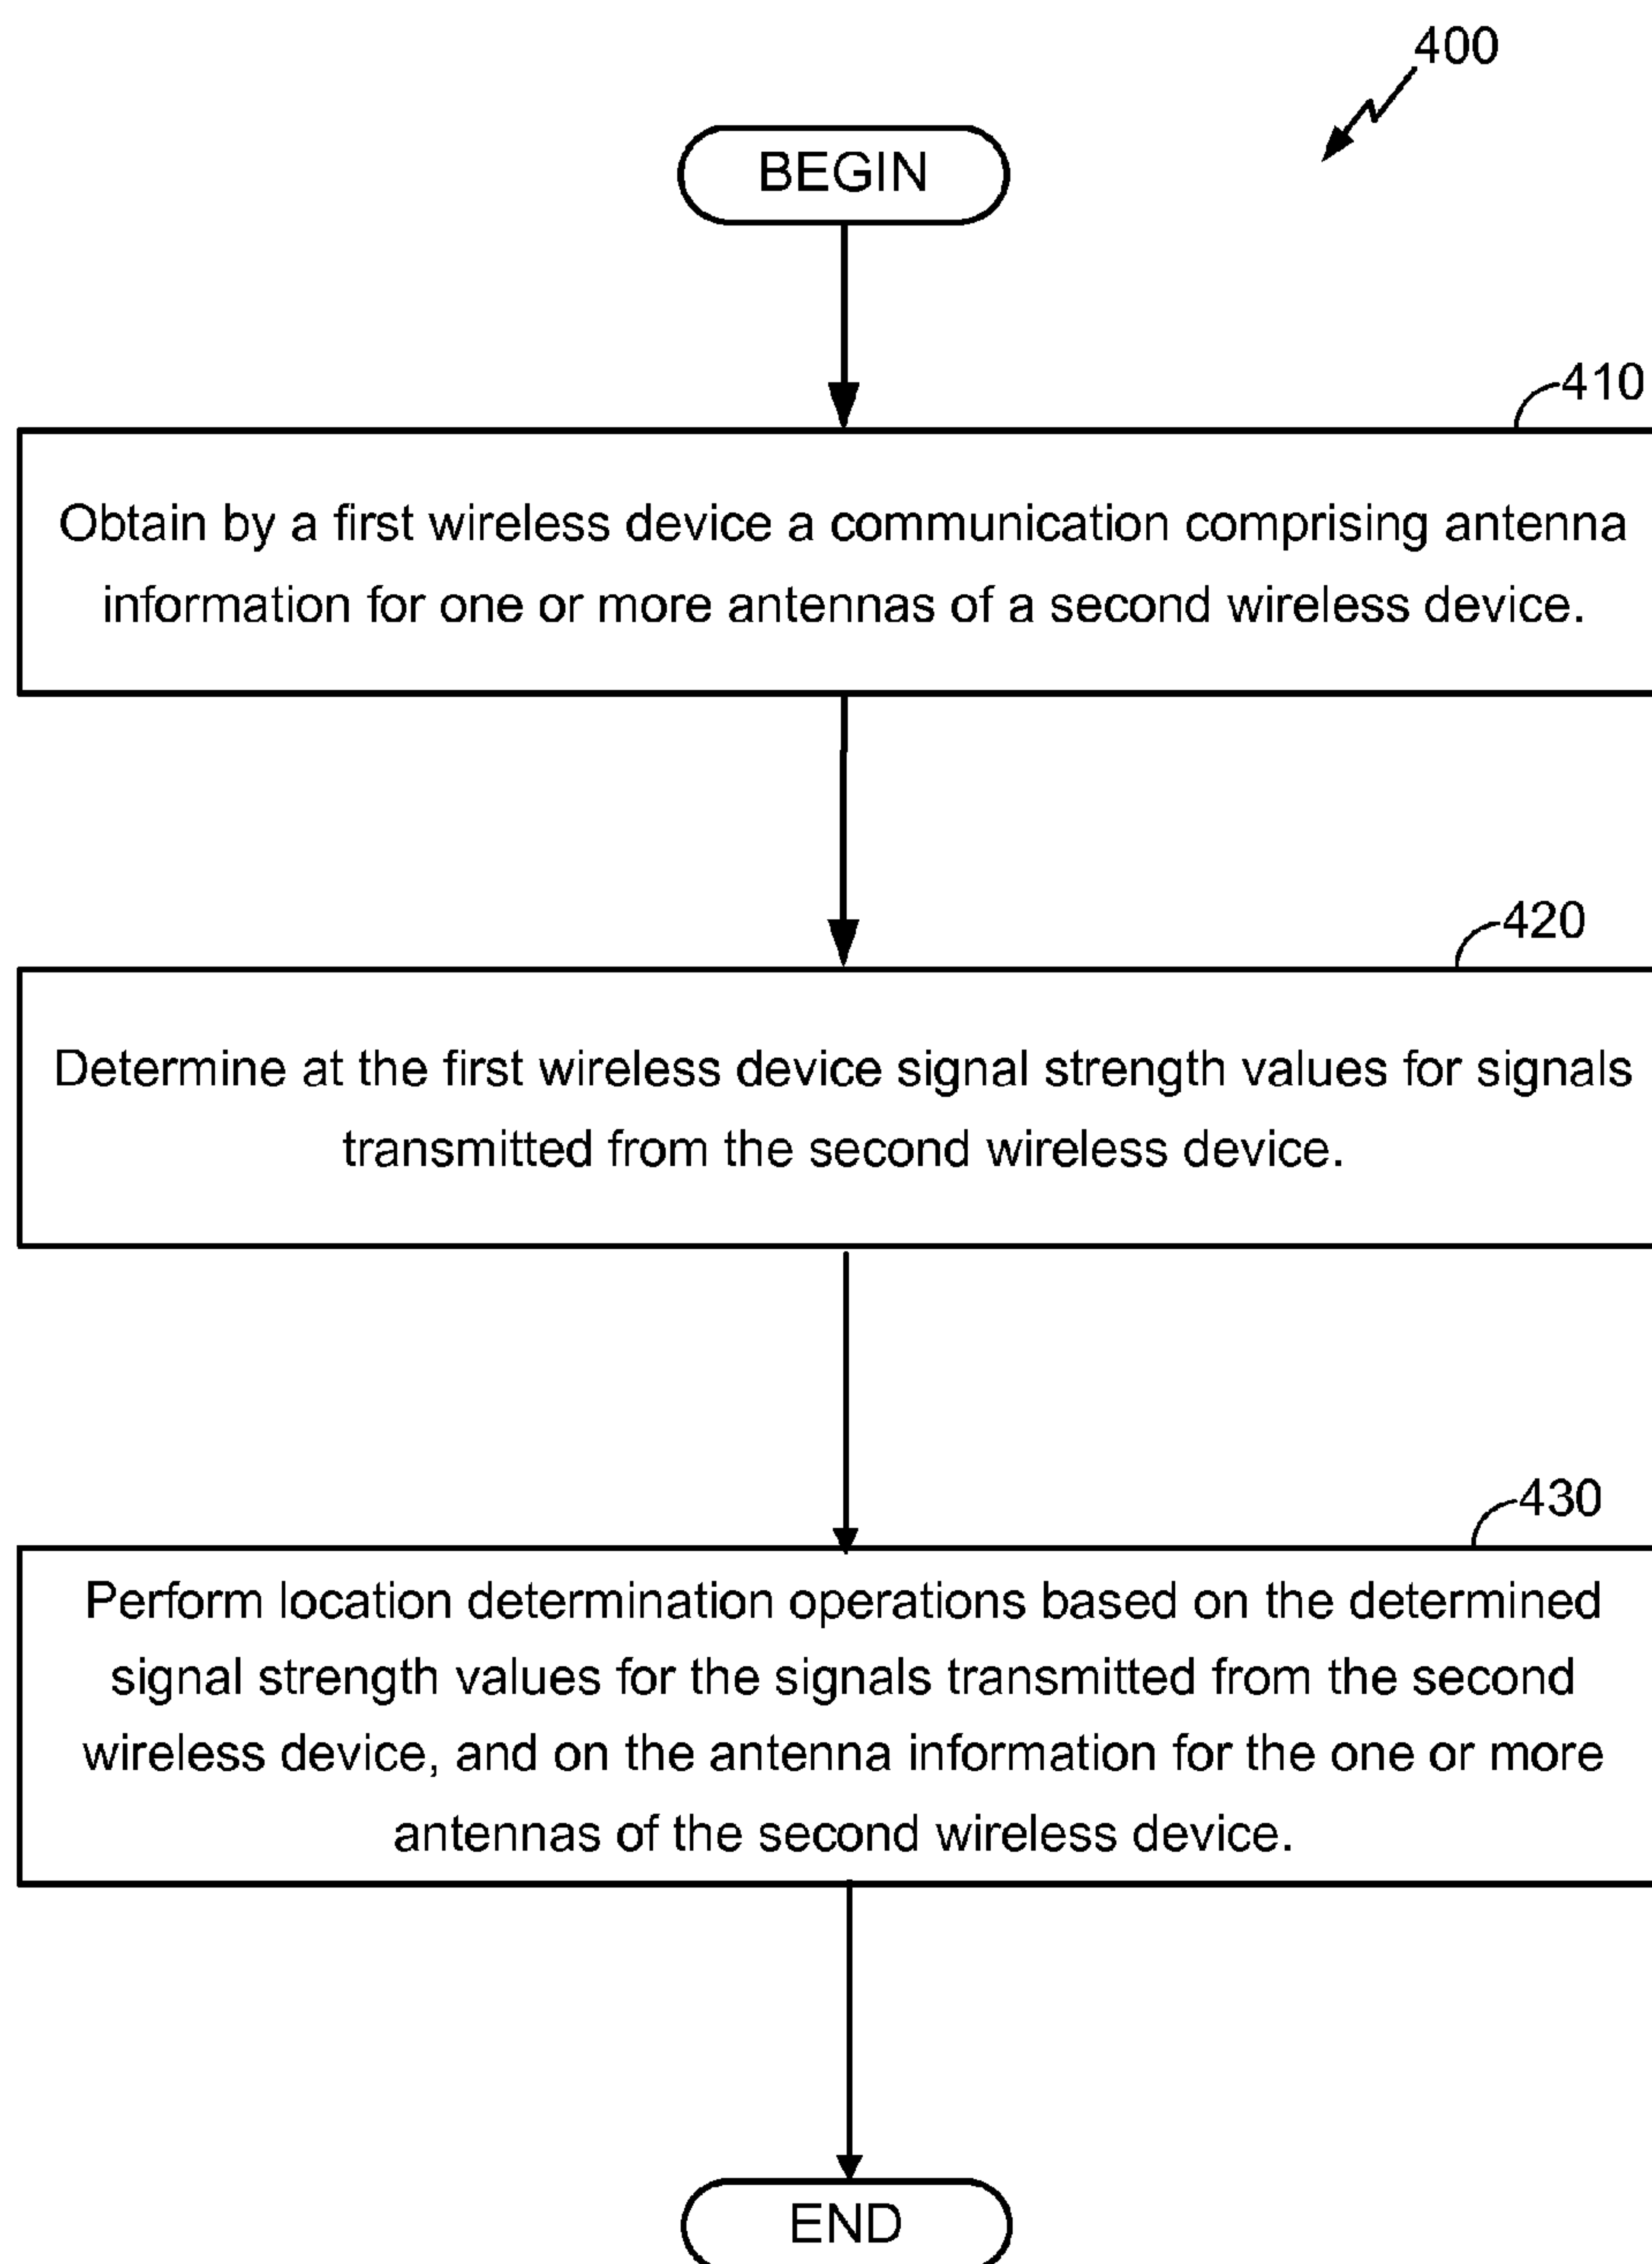 400
BEGIN
410
Obtain by a first wireless device a communication comprising antenna
information for one or more antennas of a second wireless device.
420
Determine at the first wireless device signal strength values for signals
transmitted from the second wireless device.
430
Perform location determination operations based on the determined
signal strength values for the signals transmitted from the second
wireless device, and on the antenna information for the one or more
antennas of the second wireless device.
END